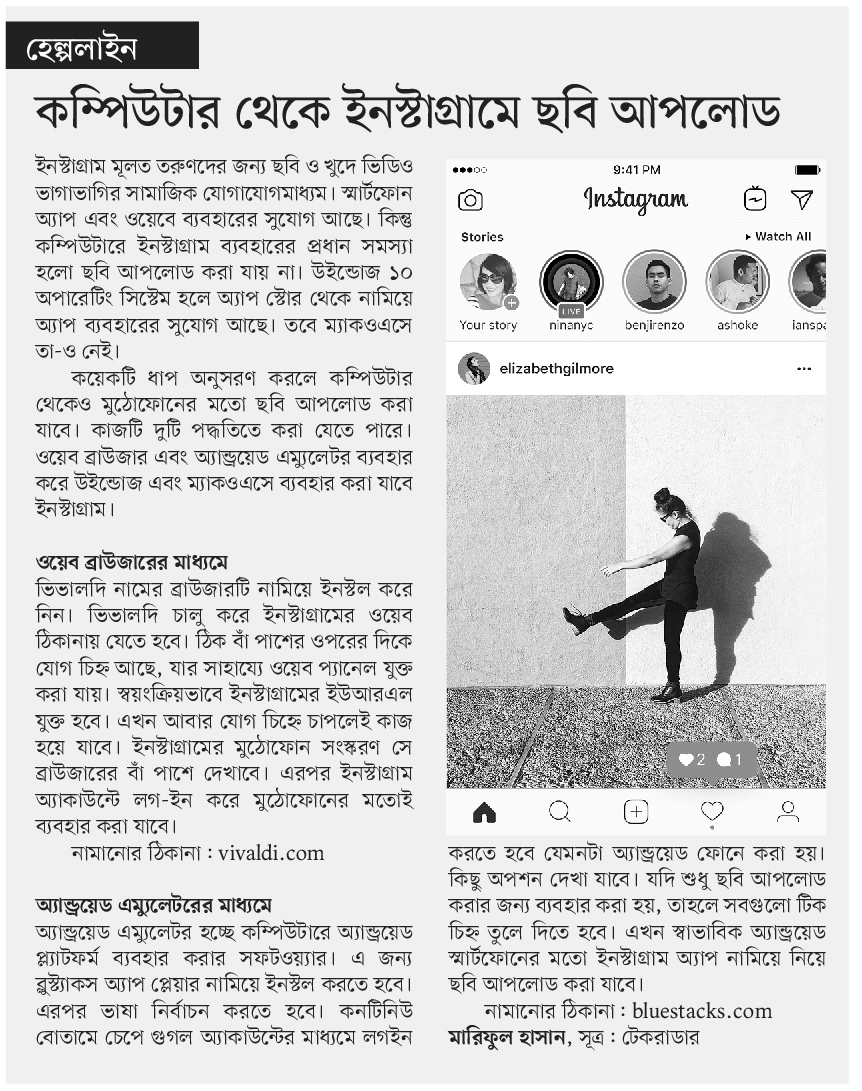 হেল্পলাইন
কম্পিউটার থেকে ইনস্টাগ্রামে ছবি আপলোড
ইনস্টাগ্রাম মূলত তরুণদের জন্য ছবি ও খুদে ভিডিও
ভাগাভাগির সামাজিক যোগাযোগমাধ্যম। স্মার্টফোন
অ্যাপ এবং ওয়েবে ব্যবহারের সুযোগ আছে। কিন্তু
কম্পিউটারে ইনস্টাগ্রাম ব্যবহারের প্রধান সমস্যা
হলো ছবি আপলোড করা যায় না। উইন্ডোজ ১০
অপারেটিং সিস্টেম হলে অ্যাপ স্টোর থেকে নামিয়ে
অ্যাপ ব্যবহারের সুযোগ আছে। তবে ম্যাকওএসে
তা-ও নেই।
কয়েকটি ধাপ অনুসরণ করলে কম্পিউটার
থেকেও মুঠোফোনের মতো ছবি আপলোড করা
যাবে। কাজটি দুটি পদ্ধতিতে করা যেতে পারে।
ওয়েব ব্রাউজার এবং অ্যান্ড্রয়েড এম্যুলেটর ব্যবহার
করে উইন্ডোজ এবং ম্যাকওএসে ব্যবহার করা যাবে
ইনস্টাগ্রাম।
ওয়েব ব্রাউজারের মাধ্যমে
ভিভালদি নামের ব্রাউজারটি নামিয়ে ইনস্টল করে
নিন। ভিভালদি চালু করে ইনস্টাগ্রামের ওয়েব
ঠিকানায় যেতে হবে। ঠিক বাঁ পাশের ওপরের দিকে
যোগ চিহ্ন আছে, যার সাহায্যে ওয়েব প্যানেল যুক্ত
করা যায়। স্বয়ংক্রিয়ভাবে ইনস্টাগ্রামের ইউআরএল
যুক্ত হবে। এখন আবার যোগ চিহ্নে চাপলেই কাজ
হয়ে যাবে। ইনস্টাগ্রামের মুঠোফোন সংস্করণ সে
ব্রাউজারের বাঁ পাশে দেখাবে। এরপর ইনস্টাগ্রাম
অ্যাকাউন্টে লগ-ইন করে মুঠোফোনের মতোই
ব্যবহার করা যাবে।
নামানোর ঠিকানা : vivaldi.com
অ্যান্ড্রয়েড এম্যুলেটরের মাধ্যমে
অ্যান্ড্রয়েড এম্যুলেটর হচ্ছে কম্পিউটারে অ্যান্ড্রয়েড
প্ল্যাটফর্ম ব্যবহার করার সফটওয়্যার। এ জন্য
ব্লুস্ট্যাকস অ্যাপ প্লেয়ার নামিয়ে ইনস্টল করতে হবে।
এরপর ভাষা নির্বাচন করতে হবে। কনটিনিউ
বোতামে চেপে গুগল অ্যাকাউন্টের মাধ্যমে লগইন
9:41 PM
Instagram
Stories
Watch All
LIVE
Your story ninanyc benjirenzo ashoke ianspa
elizabethgilmore
2 1
করতে হবে যেমনটা অ্যান্ড্রয়েড ফোনে করা হয়।
কিছু অপশন দেখা যাবে। যদি শুধু ছবি আপলোড
করার জন্য ব্যবহার করা হয়, তাহলে সবগুলো টিক
চিহ্ন তুলে দিতে হবে। এখন স্বাভাবিক অ্যান্ড্রয়েড
স্মার্টফোনের মতো ইনস্টাগ্রাম অ্যাপ নামিয়ে নিয়ে
ছবি আপলোড করা যাবে।
নামানোর ঠিকানা : bluestacks.com
মারিফুল হাসান, সূত্র : টেকরাডার